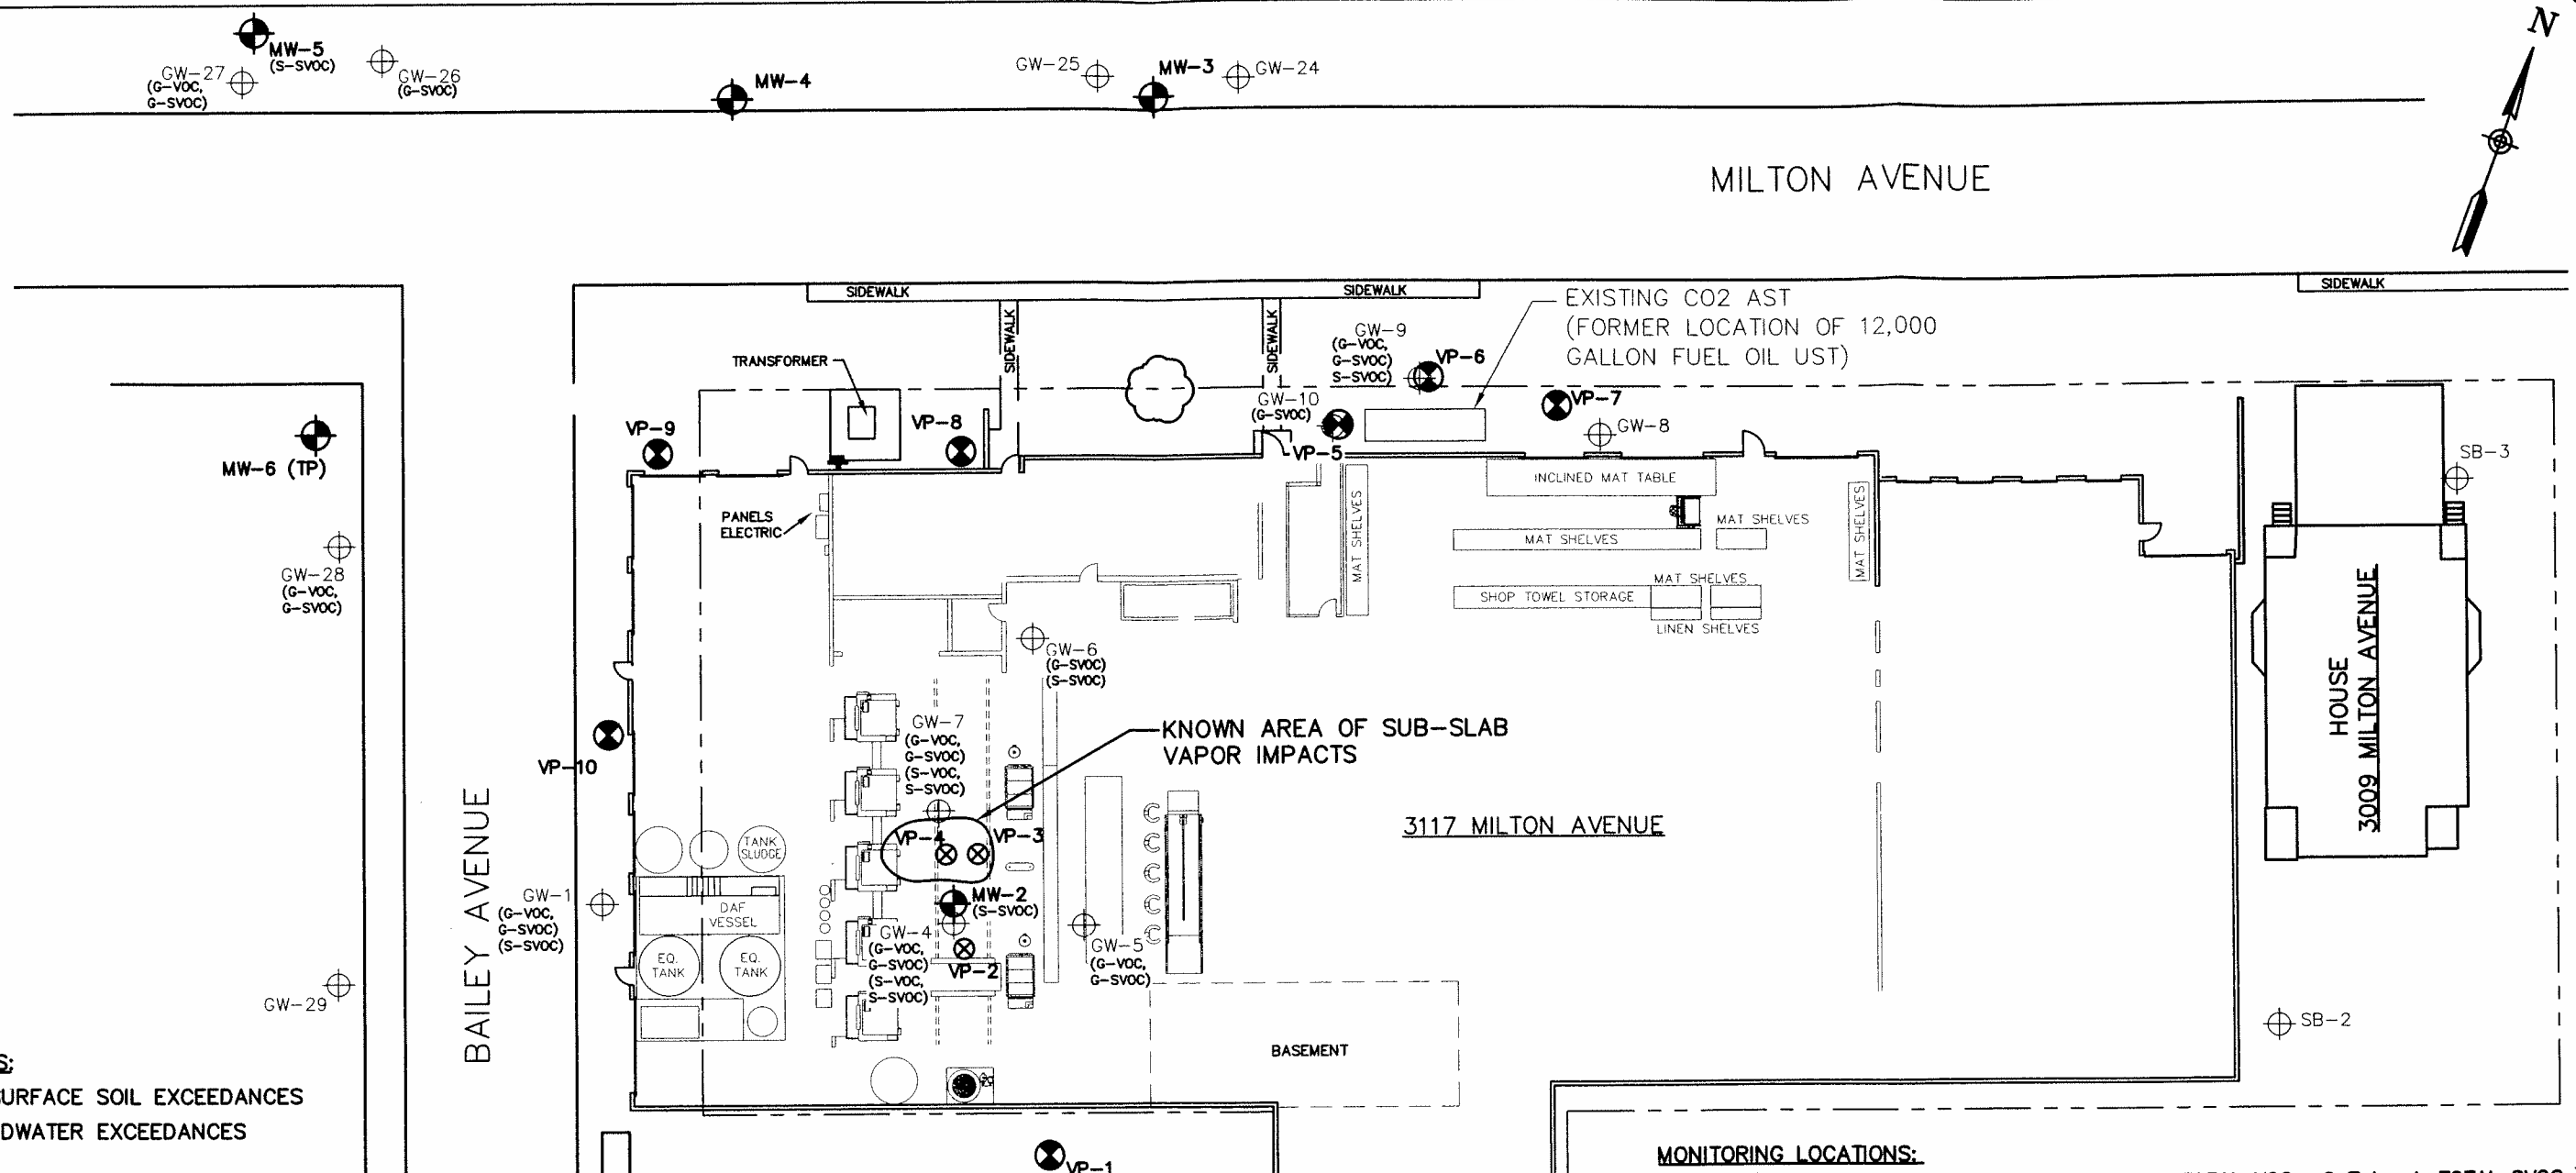 N
MW-5
(S-SVOC)
GW-27
(G-VOC,
G-SVOC)
GW-26
(G-SVOC)
MW-4
GW-25
MW-3
GW-24
MILTON AVENUE
SIDEWALK
SIDEWALK
SIDEWALK
SIDEWALK
SIDEWALK
EXISTING CO2 AST
(FORMER LOCATION OF 12,000
GALLON FUEL OIL UST)
GW-9
(G-VOC,
G-SVOC)
S-SVOC)
VP-6
TRANSFORMER
GW-10
(G-SVOC)
VP-7
GW-8
VP-9
VP-8
VP-5
MW-6 (TP)
SB-3
INCLINED MAT TABLE
PANELS
ELECTRIC
MAT SHELVES
MAT SHELVES
MAT SHELVES
MAT SHELVES
GW-28
(G-VOC,
G-SVOC)
MAT SHELVES
SHOP TOWEL STORAGE
LINEN SHELVES
GW-6
(G-SVOC)
(S-SVOC)
HOUSE
3009 MILTON AVENUE
GW-7
(G-VOC,
G-SVOC)
(S-VOC,
S-SVOC)
KNOWN AREA OF SUB-SLAB
VAPOR IMPACTS
VP-10
BAILEY AVENUE
3117 MILTON AVENUE
VP-4
VP-3
TANK
SLUDGE
GW-1
(G-VOC,
G-SVOC)
(S-SVOC)
DAF
VESSEL
MW-2
(S-SVOC)
GW-4
(G-VOC,
G-SVOC)
(S-VOC,
S-SVOC)
GW-5
(G-VOC,
G-SVOC)
EQ.
TANK
EQ.
TANK
VP-2
GW-29
SB-2
BASEMENT
S:
URFACE SOIL EXCEEDANCES
DWATER EXCEEDANCES
VP-1
MONITORING LOCATIONS: